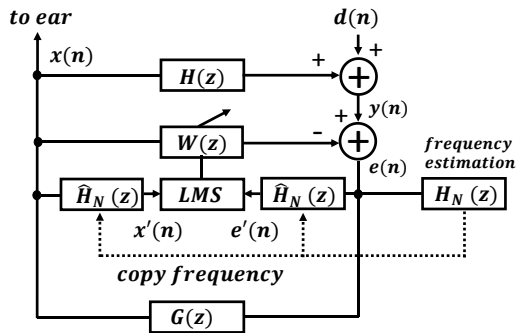 to ear
d(n)
x(n)
+
+
H(z)
+
y(n)
+
W(z)
-
+
e(n)
frequency
estimation
Ĥ_N(z)
LMS
Ĥ_N(z)
H_N(z)
x′(n)
e′(n)
copy frequency
G(z)